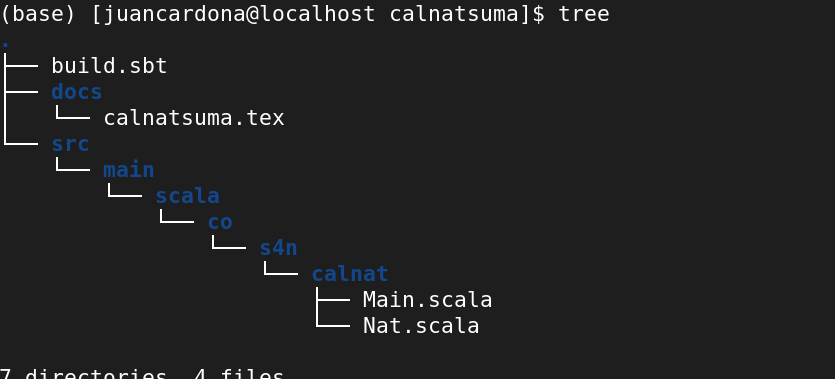 (base) [juancardona@localhost calnatsuma]$ tree
.
├── build.sbt
├── docs
│   └── calnatsuma.tex
└── src
    └── main
        └── scala
            └── co
                └── s4n
                    └── calnat
                        ├── Main.scala
                        └── Nat.scala
7 directories, 4 files